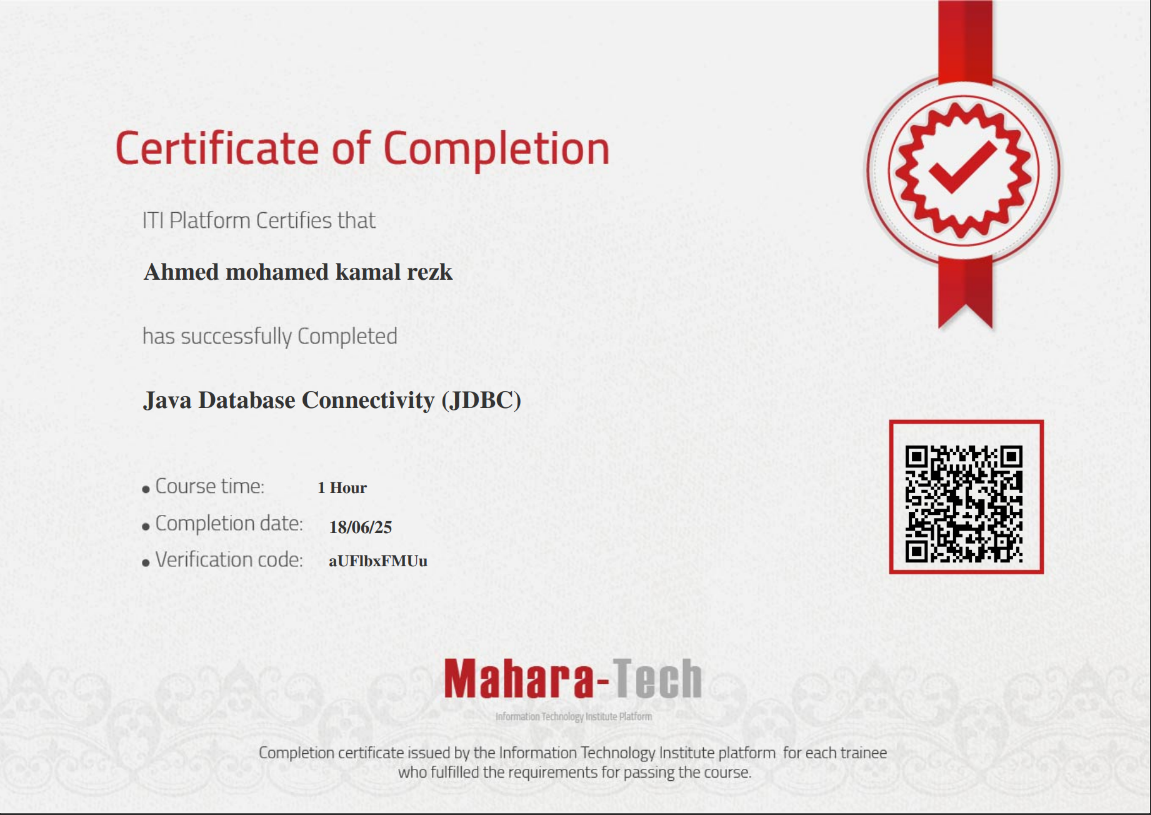 Certificate of Completion
ITI Platform Certifies that
Ahmed mohamed kamal rezk
has successfully Completed
Java Database Connectivity (JDBC)
• Course time: 1 Hour
• Completion date: 18/06/25
• Verification code: aUFlbxFMUu
Mahara-Tech
Information Technology Institute Platform
Completion certificate issued by the Information Technology Institute platform for each trainee
who fulfilled the requirements for passing the course.